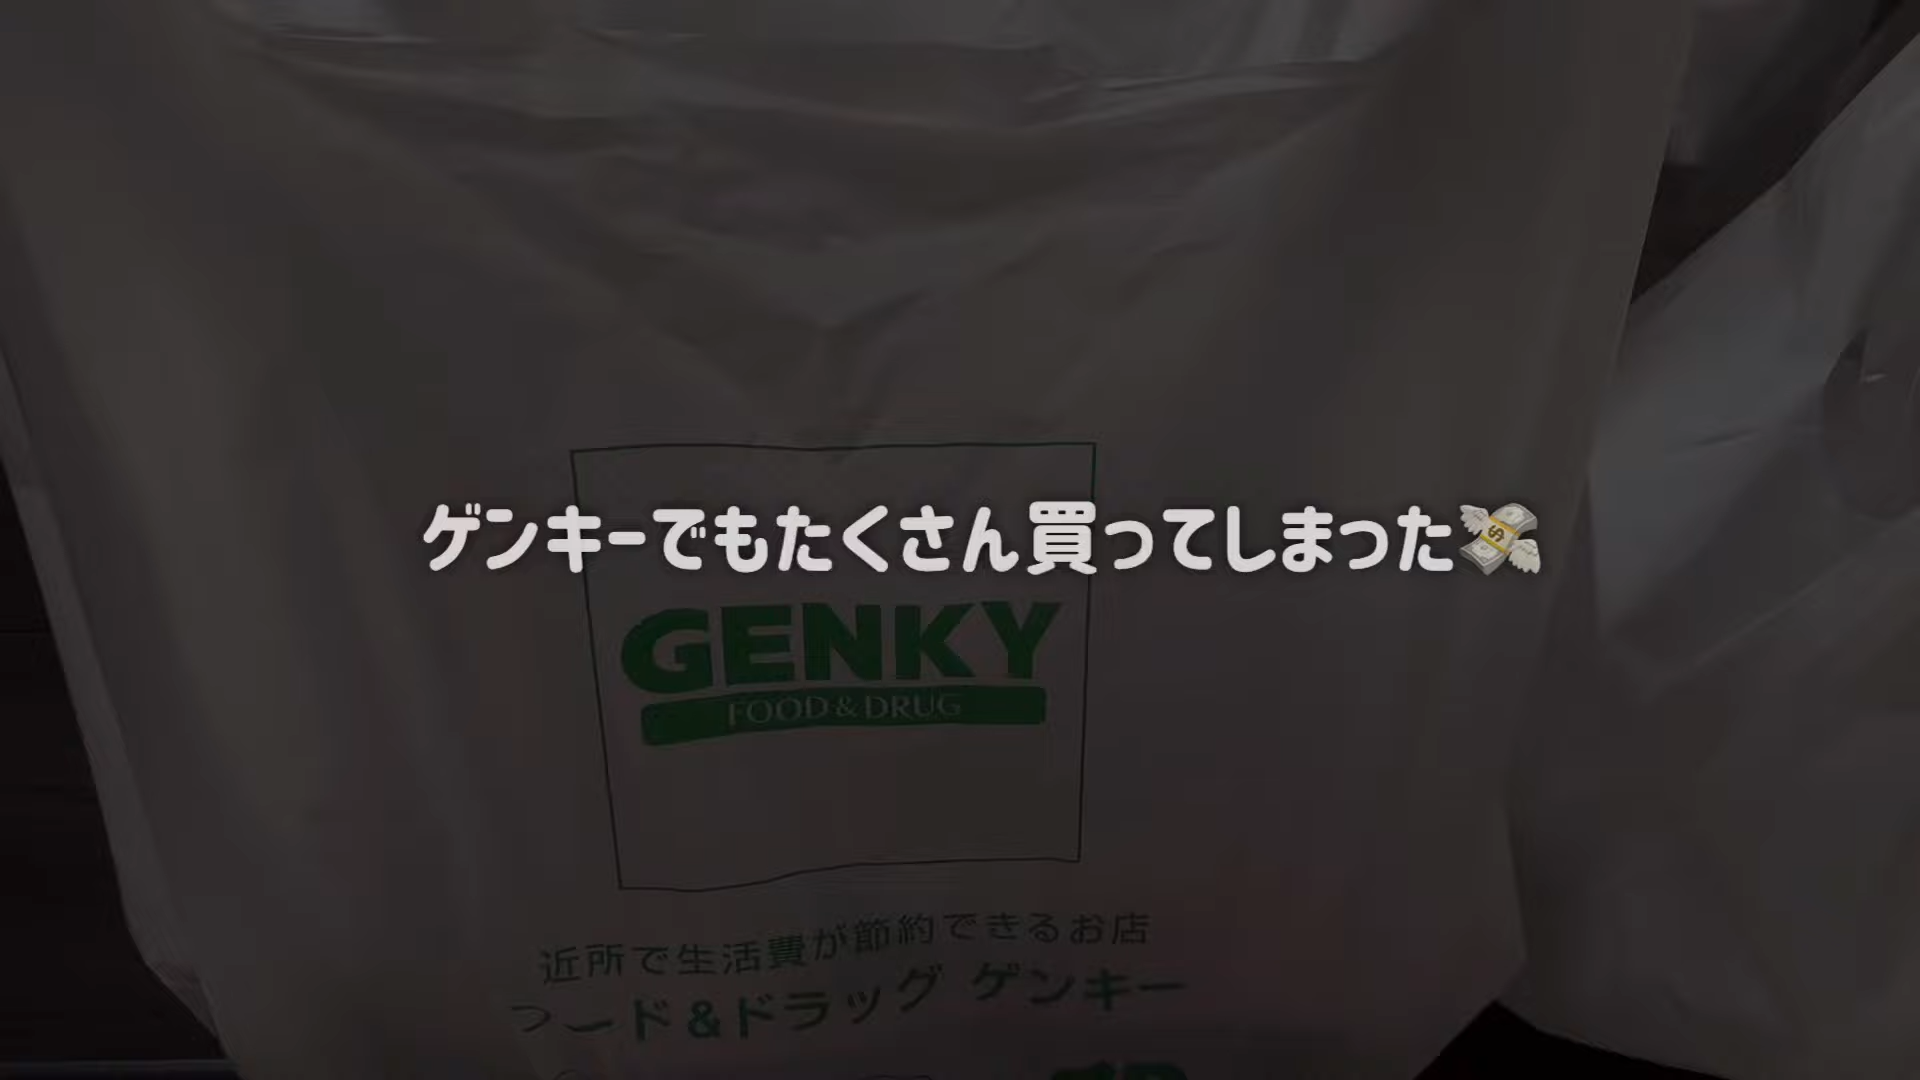 ゲンキーでもたくさん買ってしまった💸
GENKY
FOOD & DRUG
近所で生活費が節約できるお店
フード&ドラッグ ゲンキー